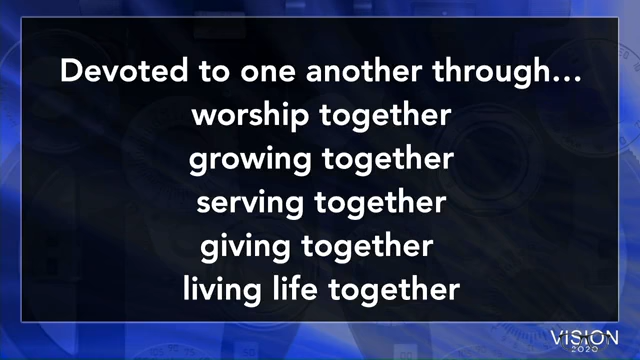 Devoted to one another through...
worship together
growing together
serving together
giving together
living life together
VISION
2020